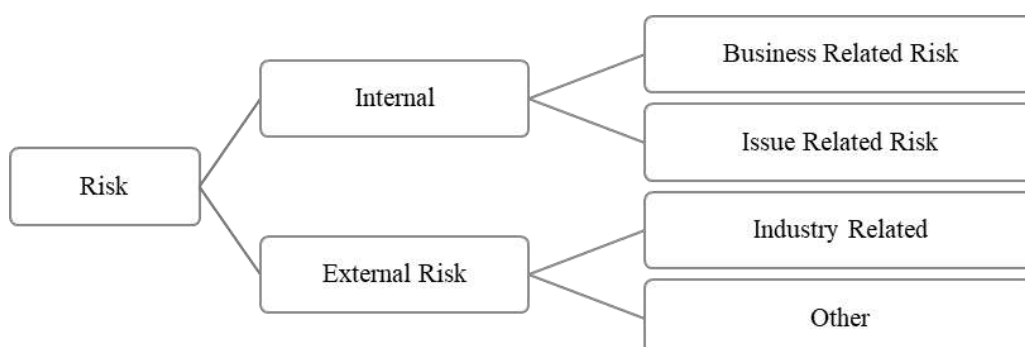 Risk
Internal
Business Related Risk
Issue Related Risk
External Risk
Industry Related
Other